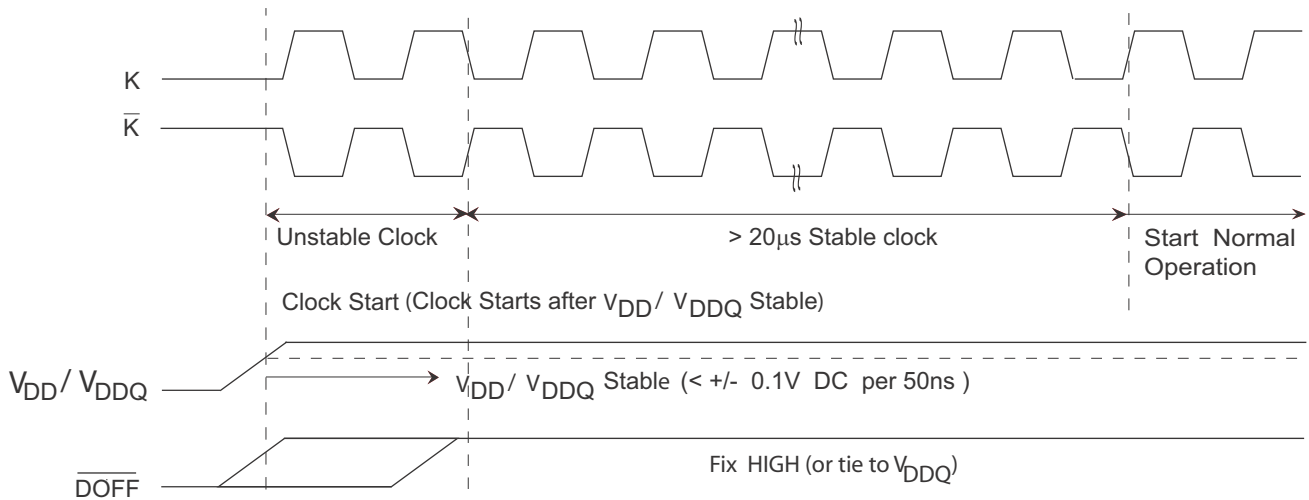 K
K̅
Unstable Clock
> 20μs Stable clock
Start Normal
Operation
Clock Start (Clock Starts after VDD / VDDQ Stable)
VDD / VDDQ
VDD / VDDQ Stable (< +/- 0.1V DC per 50ns )
D̅O̅F̅F̅
Fix HIGH (or tie to VDDQ)